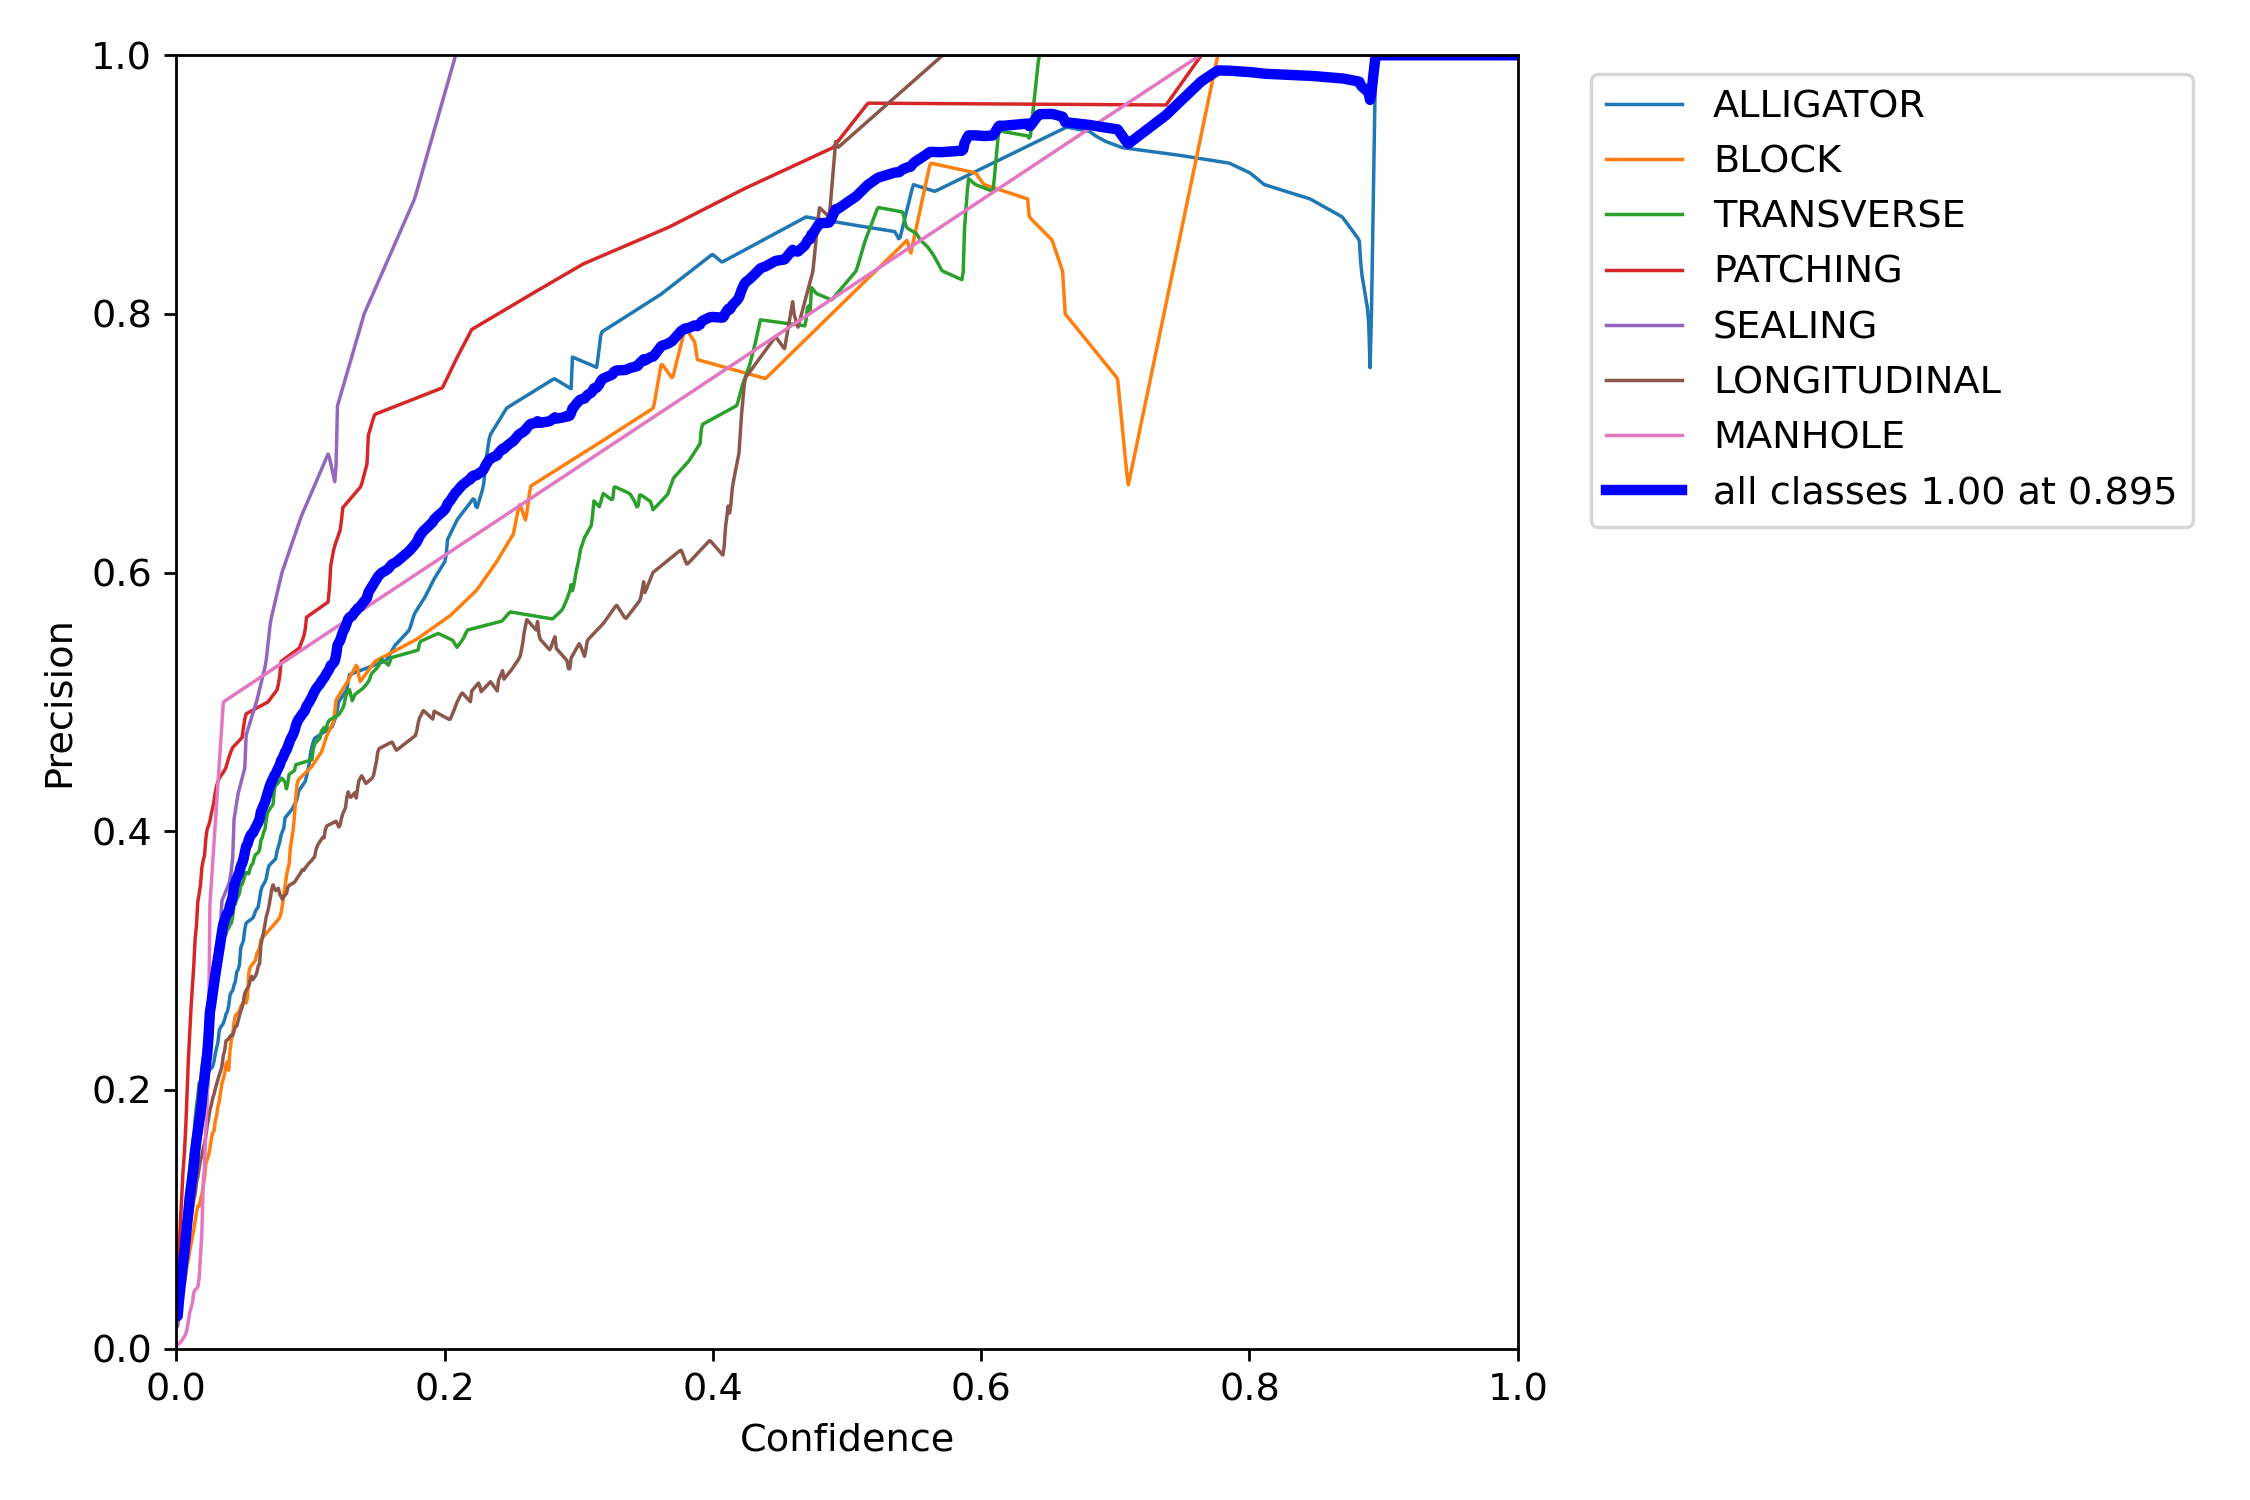 1.0
0.8
0.6
0.4
0.2
0.0
Precision
0.0 0.2 0.4 0.6 0.8 1.0
Confidence
ALLIGATOR
BLOCK
TRANSVERSE
PATCHING
SEALING
LONGITUDINAL
MANHOLE
all classes 1.00 at 0.895